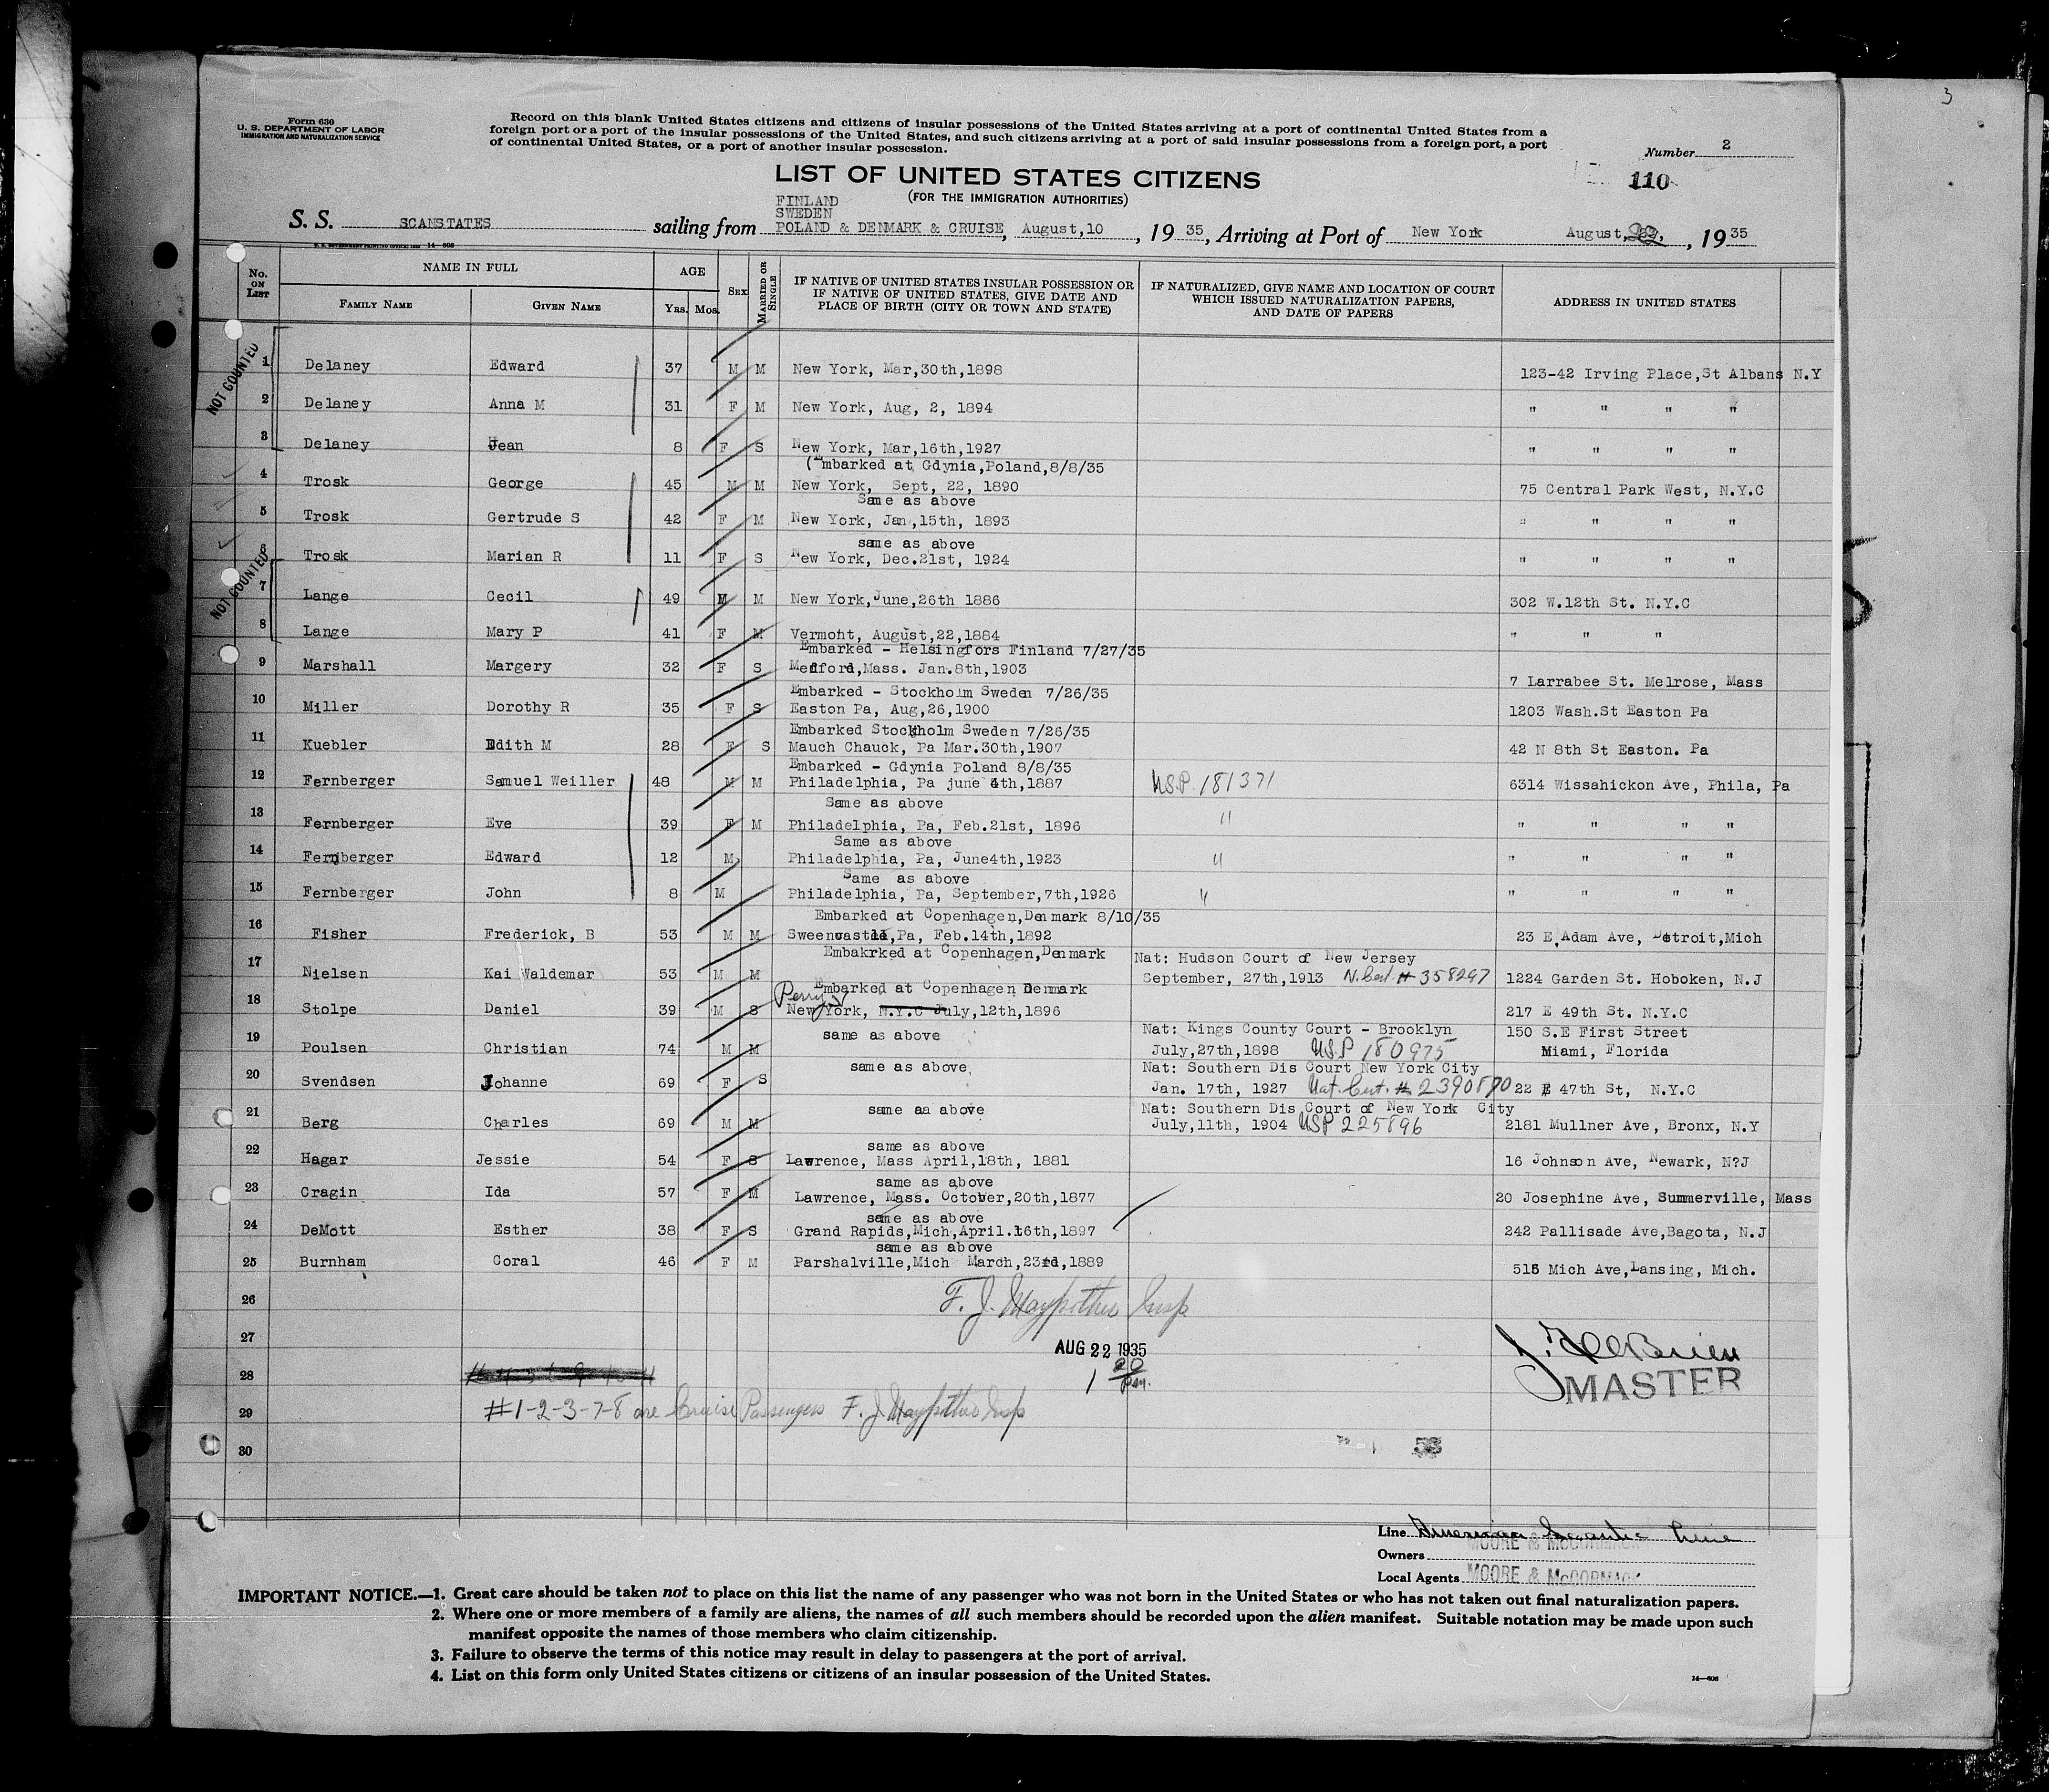 3
Form 630
U. S. DEPARTMENT OF LABOR
IMMIGRATION AND NATURALIZATION SERVICE
Record on this blank United States citizens and citizens of insular possessions of the United States arriving at a port of continental United States from a
foreign port or a port of the insular possessions of the United States, and such citizens arriving at a port of said insular possessions from a foreign port, a port
of continental United States, or a port of another insular possession.
Number 2
110
LIST OF UNITED STATES CITIZENS
(FOR THE IMMIGRATION AUTHORITIES)
FINLAND
SWEDEN
S. S. SCANSTATES sailing from POLAND & DENMARK & CRUISE, August,10, 19 35, Arriving at Port of New York August, 19 35
U. S. GOVERNMENT PRINTING OFFICE: 14—608
No. ON LIST NAME IN FULL FAMILY NAME GIVEN NAME AGE YRS. MOS. SEX MARRIED OR SINGLE
IF NATIVE OF UNITED STATES INSULAR POSSESSION OR IF NATIVE OF UNITED STATES, GIVE DATE AND PLACE OF BIRTH (CITY OR TOWN AND STATE)
IF NATURALIZED, GIVE NAME AND LOCATION OF COURT WHICH ISSUED NATURALIZATION PAPERS, AND DATE OF PAPERS
ADDRESS IN UNITED STATES
NOT COUNTED
1 Delaney Edward 37 M M New York, Mar,30th,1898 123-42 Irving Place,St Albans N.Y
2 Delaney Anna M 31 F M New York, Aug, 2, 1894 " " " "
3 Delaney Jean 8 F S New York, Mar,16th,1927 " " " "
(Embarked at Gdynia,Poland,8/8/35
4 Trosk George 45 M M New York, Sept, 22, 1890 75 Central Park West, N.Y.C
Same as above
5 Trosk Gertrude S 42 F M New York, Jan,15th, 1893 " " " "
same as above
6 Trosk Marian R 11 F S New York, Dec.21st, 1924 " " " "
NOT COUNTED
7 Lange Cecil 49 M M New York,June,26th 1886 302 W.12th St. N.Y.C
8 Lange Mary P 41 F M Vermont, August,22,1884 " " "
Embarked - Helsingfors Finland 7/27/35
9 Marshall Margery 32 F S Medford,Mass. Jan.8th,1903 7 Larrabee St. Melrose, Mass
Embarked - Stockholm Sweden 7/26/35
10 Miller Dorothy R 35 F S Easton Pa, Aug,26,1900 1203 Wash.St Easton Pa
Embarked Stockholm Sweden 7/26/35
11 Kuebler Edith M 28 F S Mauch Chauck, Pa Mar.30th,1907 42 N 8th St Easton. Pa
Embarked - Gdynia Poland 8/8/35
12 Fernberger Samuel Weiller 48 M M Philadelphia, Pa june 4th,1887 U.S.P. 181371 6314 Wissahickon Ave, Phila, Pa
Same as above
13 Fernberger Eve 39 F M Philadelphia, Pa, Feb.21st, 1896 " " " " "
Same as above
14 Fernberger Edward 12 M Philadelphia, Pa, June4th,1923 " " " " "
Same as above
15 Fernberger John 8 M Philadelphia, Pa, September,7th,1926 " " " " "
Embarked at Copenhagen,Denmark 8/10/35
16 Fisher Frederick, B 53 M M Feb.14th,1892 23 E Adam Ave, Detroit,Mich
Embakrked at Copenhagen,Denmark Nat: Hudson Court of New Jersey
17 Nielsen Kai Waldemar 53 M M September, 27th,1913 N. Cert # 358297 1224 Garden St. Hoboken, N.J
Embarked at Copenhagen Denmark
Perry
18 Stolpe Daniel 39 M S New York, N.Y.C July,12th,1896 217 E 49th St. N.Y.C
same as above Nat: Kings County Court - Brooklyn 150 S.E First Street
19 Poulsen Christian 74 M M July,27th,1898 U.S.P 180975 Miami, Florida
same as above, Nat: Southern Dis Court New York City
20 Svendsen Johanne 69 F S Jan. 17th, 1927 Nat. Cert. # 2390870 22 E 47th St, N.Y.C
same aa above Nat: Southern Dis Court of New York City
21 Berg Charles 69 M M July,11th, 1904 USP 225896 2181 Mullner Ave, Bronx, N.Y
same as above
22 Hagar Jessie 54 F S Lawrence, Mass April,18th, 1881 16 Johnson Ave, Newark, N?J
same as above
23 Cragin Ida 57 F M Lawrence, Mass. October,20th,1877 20 Josephine Ave, Summerville, Mass
same as above
24 DeMott Esther 38 F S Grand Rapids,Mich,April.16th,1897 242 Pallisade Ave,Bagota, N.J
same as above
25 Burnham Coral 46 F M Parshalville,Mich March,23rd,1889 515 Mich Ave,Lansing, Mich.
26 F. J. Maypother Insp
27
AUG 22 1935
28
J. F. O'Brien
MASTER
29 #1-2-3-7-8 are Cruise Passengers F. J Maypother Insp
30
53
Line American Scantic Line
MOORE & McCORMACK
Owners
Local Agents MOORE & McCORMACK
IMPORTANT NOTICE.—1. Great care should be taken not to place on this list the name of any passenger who was not born in the United States or who has not taken out final naturalization papers.
2. Where one or more members of a family are aliens, the names of all such members should be recorded upon the alien manifest. Suitable notation may be made upon such
manifest opposite the names of those members who claim citizenship.
3. Failure to observe the terms of this notice may result in delay to passengers at the port of arrival.
4. List on this form only United States citizens or citizens of an insular possession of the United States.
14—608